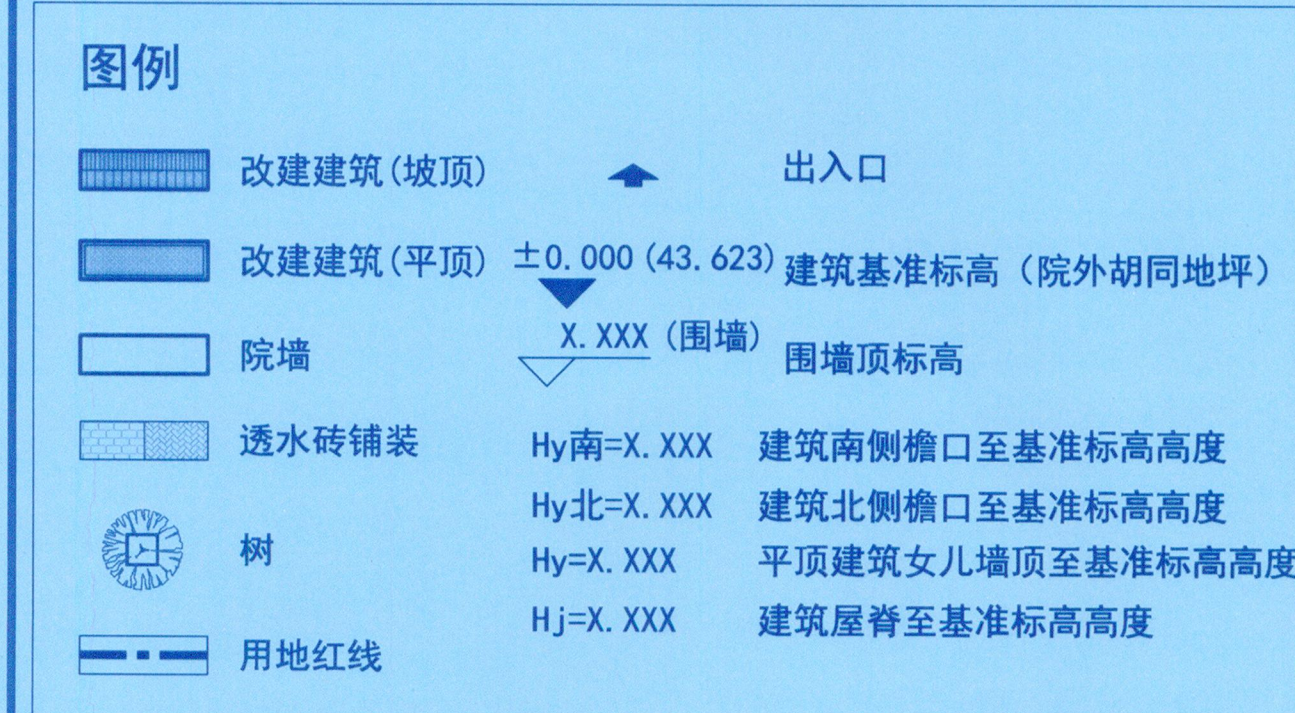 图例
改建建筑(坡顶)
出入口
改建建筑(平顶)
±0.000(43.623)
建筑基准标高（院外胡同地坪）
院墙
X.XXX(围墙)
围墙顶标高
透水砖铺装
Hy南=X.XXX 建筑南侧檐口至基准标高高度
Hy北=X.XXX 建筑北侧檐口至基准标高高度
树
Hy=X.XXX 平顶建筑女儿墙顶至基准标高高度
Hj=X.XXX 建筑屋脊至基准标高高度
用地红线